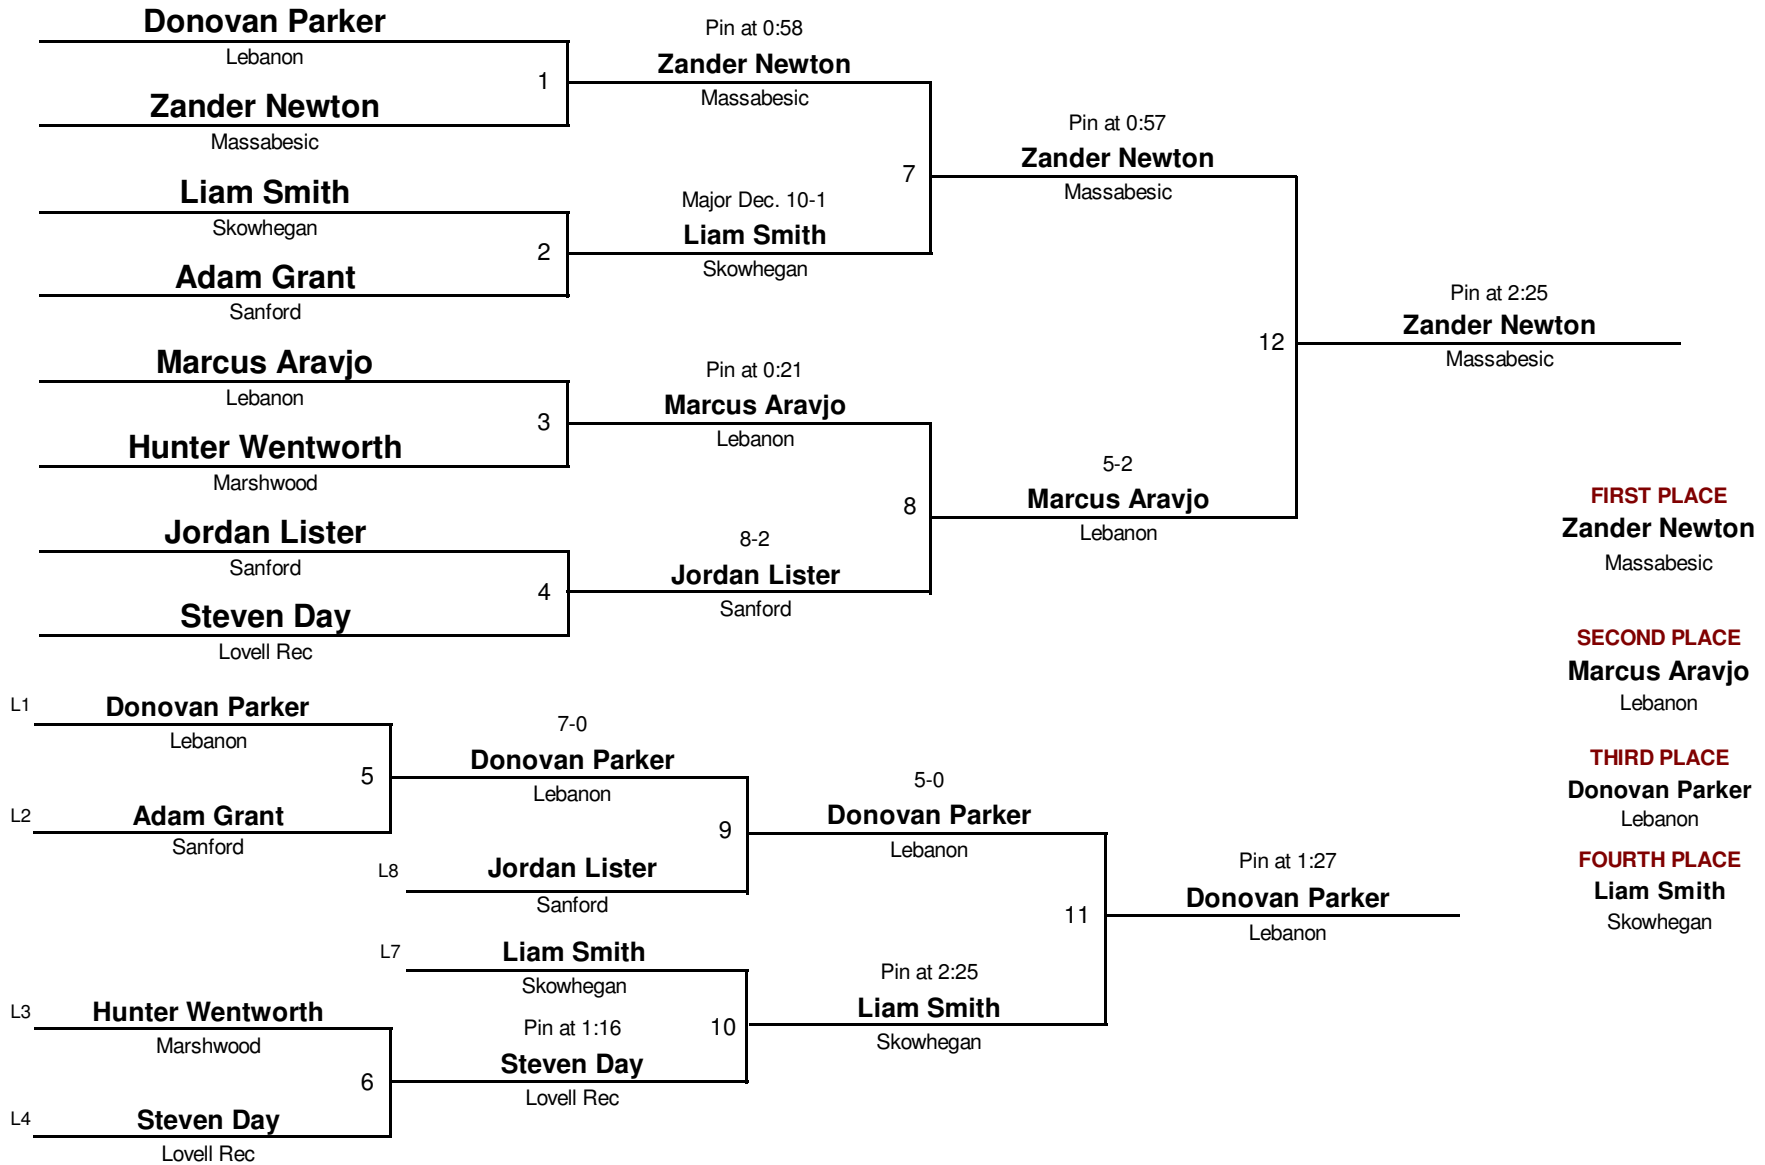 Donovan Parker
Lebanon
1
Zander Newton
Massabesic
Liam Smith
Skowhegan
2
Adam Grant
Sanford
Marcus Aravjo
Lebanon
3
Hunter Wentworth
Marshwood
Jordan Lister
Sanford
4
Steven Day
Lovell Rec
Pin at 0:58
Zander Newton
Massabesic
7
Major Dec. 10-1
Liam Smith
Skowhegan
Pin at 0:21
Marcus Aravjo
Lebanon
8
8-2
Jordan Lister
Sanford
Pin at 0:57
Zander Newton
Massabesic
12
5-2
Marcus Aravjo
Lebanon
Pin at 2:25
Zander Newton
Massabesic
FIRST PLACE
Zander Newton
Massabesic
SECOND PLACE
Marcus Aravjo
Lebanon
THIRD PLACE
Donovan Parker
Lebanon
FOURTH PLACE
Liam Smith
Skowhegan
L1
Donovan Parker
Lebanon
5
L2
Adam Grant
Sanford
L3
Hunter Wentworth
Marshwood
6
L4
Steven Day
Lovell Rec
7-0
Donovan Parker
Lebanon
9
L8
Jordan Lister
Sanford
L7
Liam Smith
Skowhegan
10
Pin at 1:16
Steven Day
Lovell Rec
5-0
Donovan Parker
Lebanon
11
Pin at 2:25
Liam Smith
Skowhegan
Pin at 1:27
Donovan Parker
Lebanon